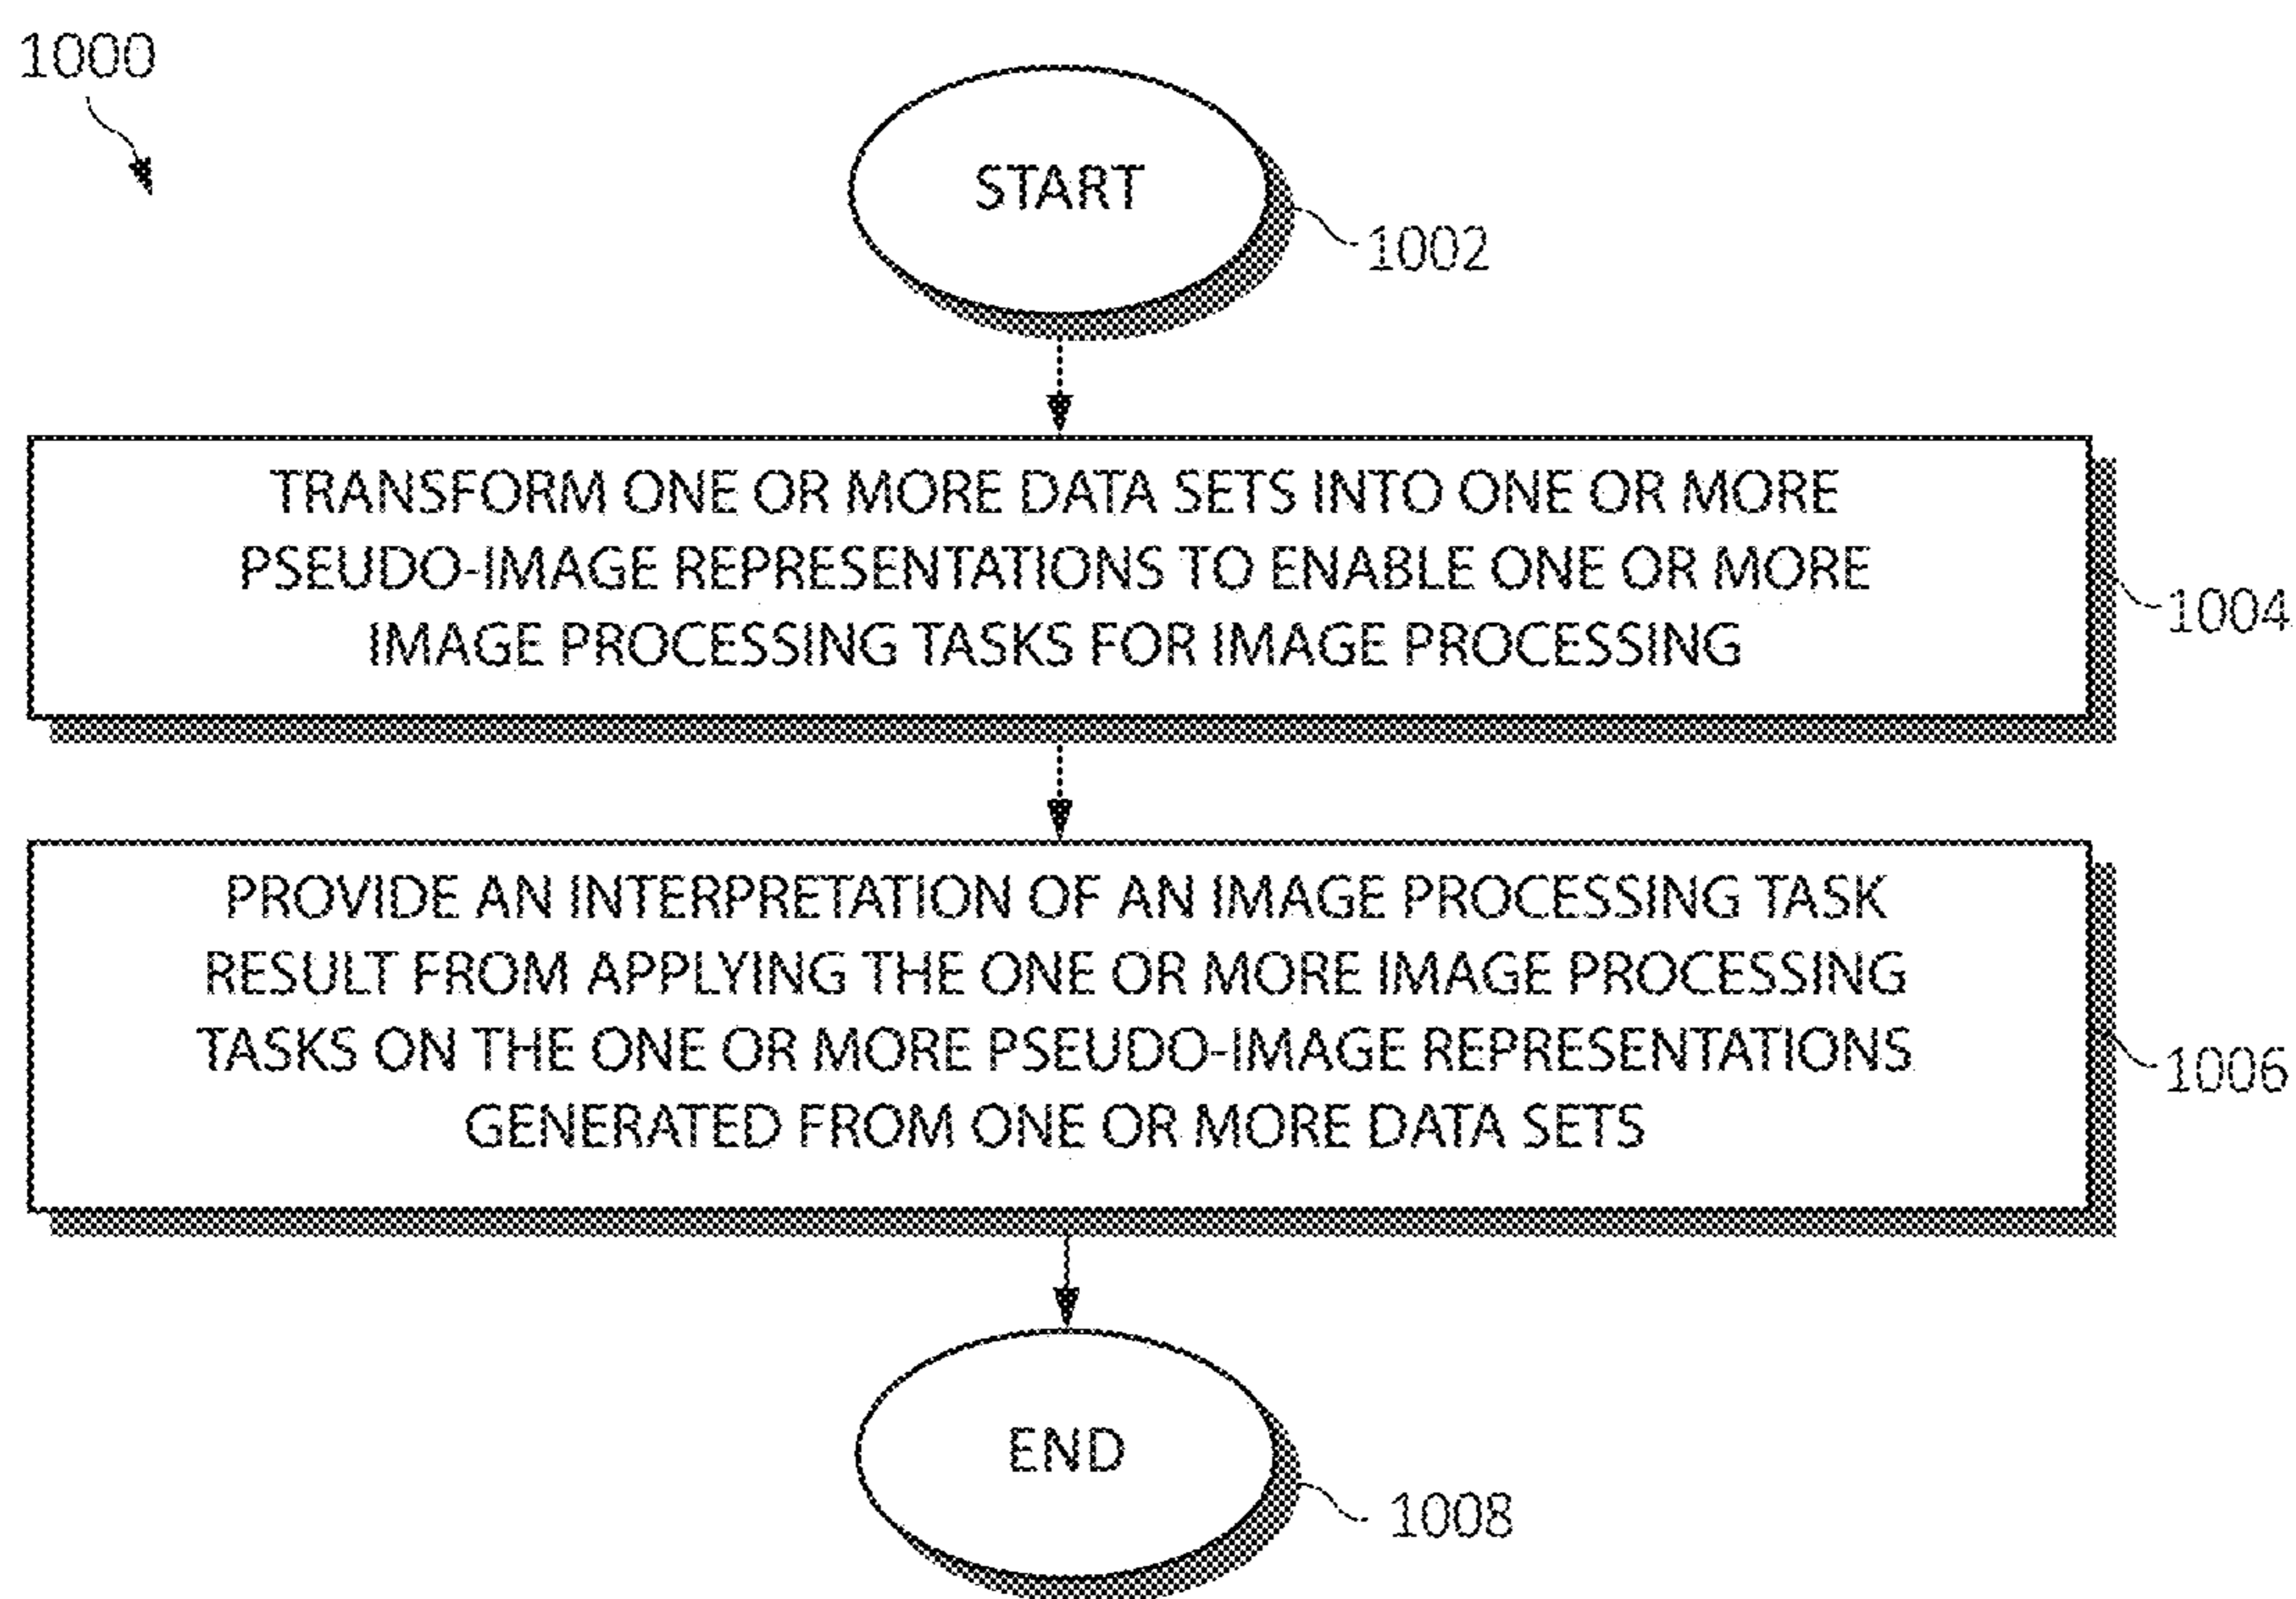 1000
START
1002
TRANSFORM ONE OR MORE DATA SETS INTO ONE OR MORE
PSEUDO-IMAGE REPRESENTATIONS TO ENABLE ONE OR MORE
IMAGE PROCESSING TASKS FOR IMAGE PROCESSING
1004
PROVIDE AN INTERPRETATION OF AN IMAGE PROCESSING TASK
RESULT FROM APPLYING THE ONE OR MORE IMAGE PROCESSING
TASKS ON THE ONE OR MORE PSEUDO-IMAGE REPRESENTATIONS
GENERATED FROM ONE OR MORE DATA SETS
1006
END
1008